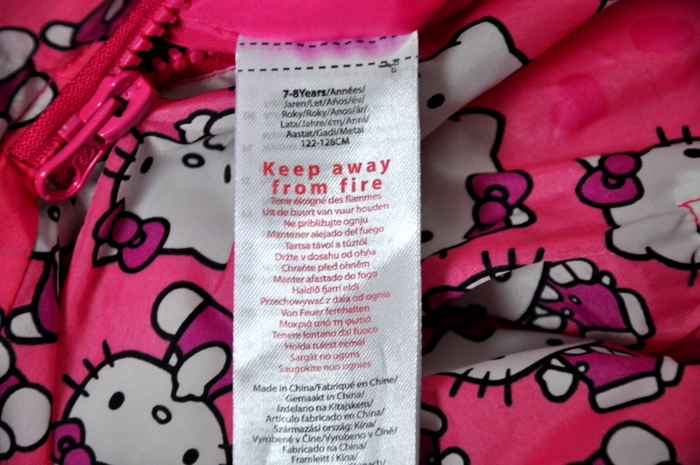 7-8Years/Années/
Jaren/Let/Años/év/
Roky/Roky/Anos/ár/
Lata/Jahre/έτη/Anni/
Aastat/Gadi/Metai
122-128CM
Keep away
from fire
Tenir éloigné des flammes
Uit de buurt van vuur houden
Ne približujte ognju
Mantener alejado del fuego
Tartsa távol a tűztől
Držte v dosahu od ohňa
Chraňte před ohněm
Manter afastado do fogo
Haldið fjarri eldi
Przechowywać z dala od ognia
Von Feuer fernhalten
Μακριά από τη φωτιά
Tenere lontano dal fuoco
Hoida tulest eemal
Sargāt no uguns
Saugokite nuo ugnies
Made in China/Fabriqué en Chine/
Gemaakt in China/
Izdelano na Kitajskem/
Artículo fabricado en China/
Származási ország: Kína/
Vyrobené v Číne/Vyrobeno v Číně/
Fabricado na China/
Framleitt í Kína/